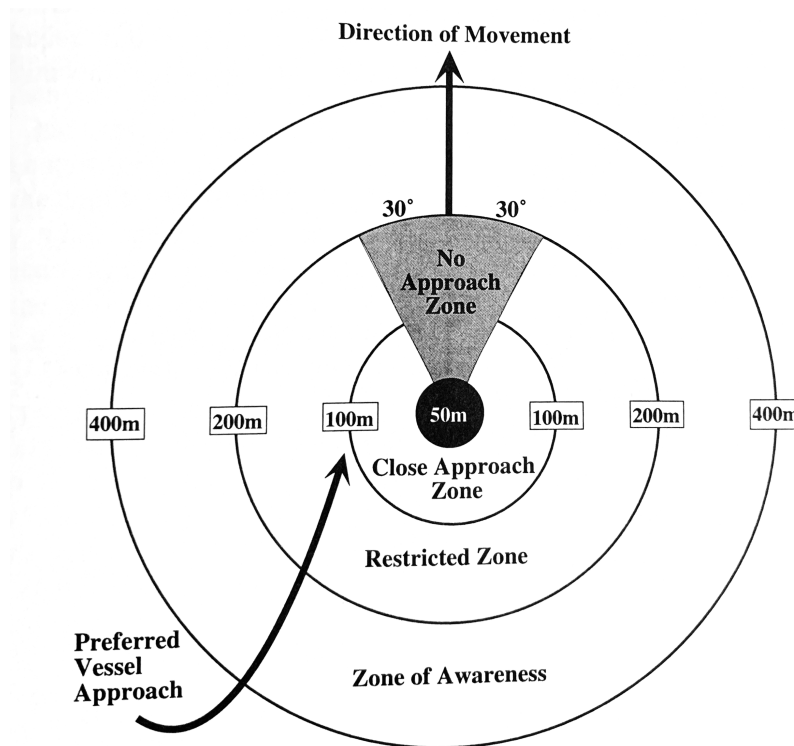 Direction of Movement
30° 30°
No
Approach
Zone
400m 200m 100m 50m 100m 200m 400m
Close Approach
Zone
Restricted Zone
Preferred
Vessel
Approach
Zone of Awareness